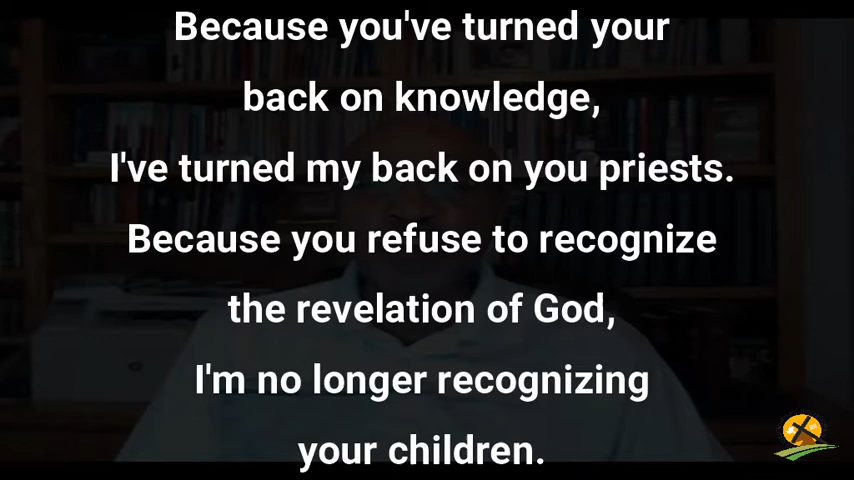 Because you've turned your
back on knowledge,
I've turned my back on you priests.
Because you refuse to recognize
the revelation of God,
I'm no longer recognizing
your children.